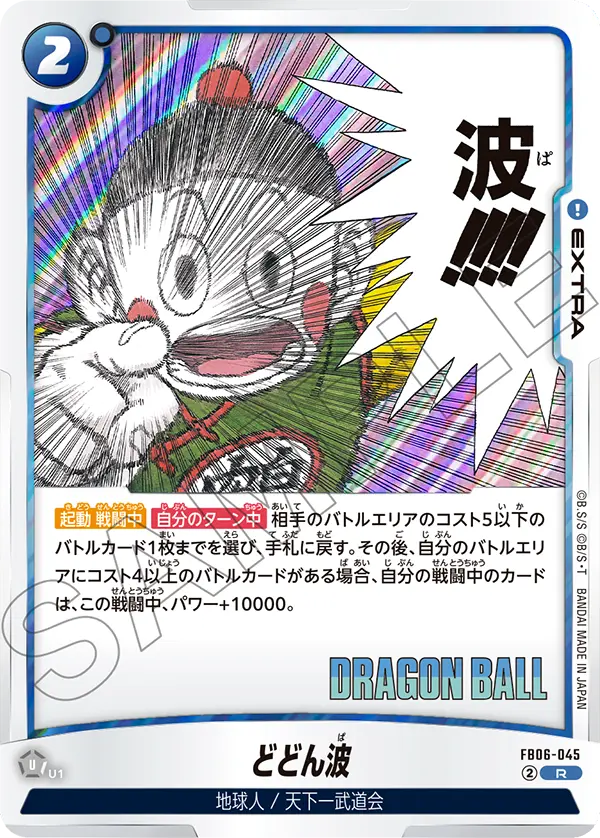 2
波!!!!
ぱ
! EXTRA
起動 戦闘中 自分のターン中 相手のバトルエリアのコスト5以下の
バトルカード1枚までを選び、手札に戻す。その後、自分のバトルエリ
アにコスト4以上のバトルカードがある場合、自分の戦闘中のカード
は、この戦闘中、パワー+10000。
DRAGON BALL
©B.S/S ©B/S・T BANDAI MADE IN JAPAN
SAMPLE
どどん波
ぱ
FB06-045
U/U1
2 R
地球人 / 天下一武道会